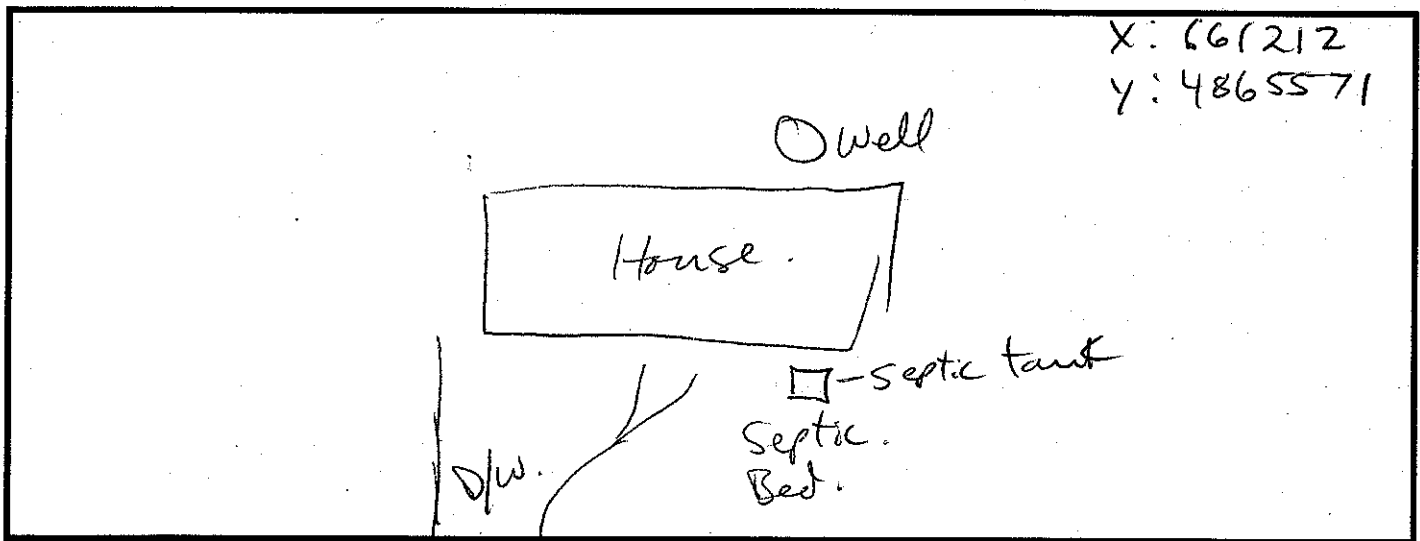 X: 661212
Y: 4865571
O well
House.
- septic tank
Septic.
Bed.
D/W.